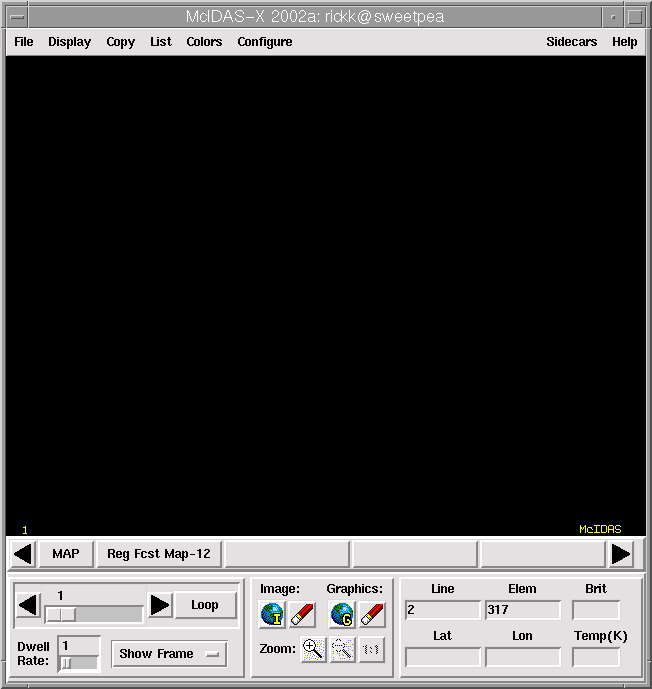 McIDAS-X 2002a: rickk@sweetpea
File Display Copy List Colors Configure Sidecars Help
1 McIDAS
MAP Reg Fcst Map-12
1 Loop
Dwell Rate: 1 Show Frame
Image: Graphics:
I G
Zoom: 1:1
Line Elem Brit
2 317
Lat Lon Temp(K)